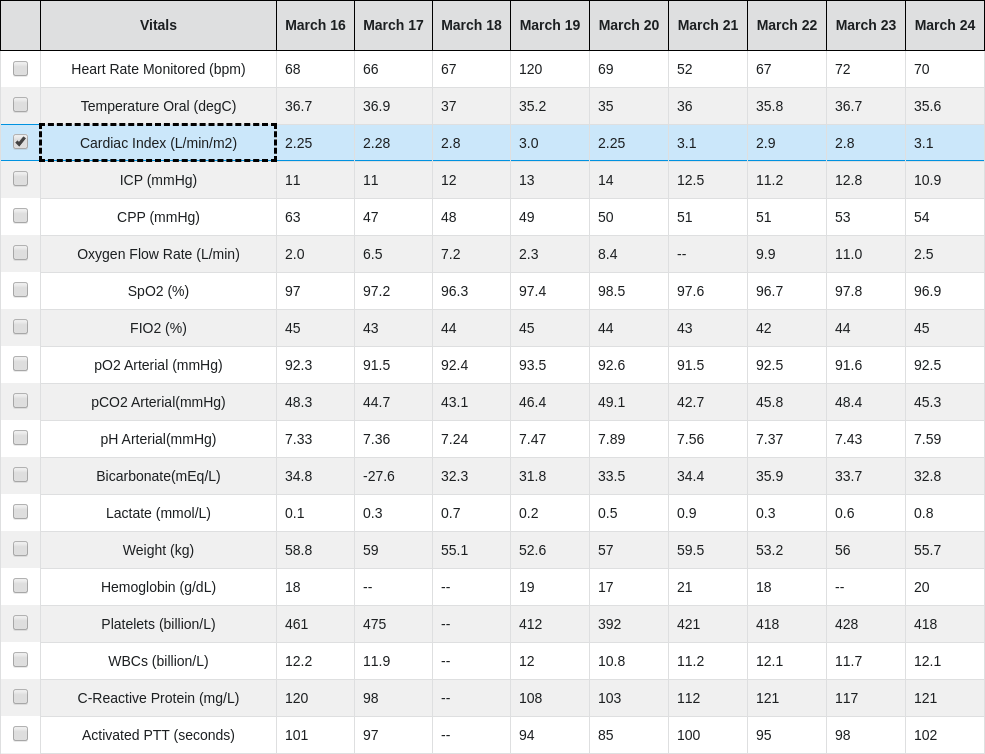 Vitals March 16 March 17 March 18 March 19 March 20 March 21 March 22 March 23 March 24
Heart Rate Monitored (bpm) 68 66 67 120 69 52 67 72 70
Temperature Oral (degC) 36.7 36.9 37 35.2 35 36 35.8 36.7 35.6
Cardiac Index (L/min/m2) 2.25 2.28 2.8 3.0 2.25 3.1 2.9 2.8 3.1
ICP (mmHg) 11 11 12 13 14 12.5 11.2 12.8 10.9
CPP (mmHg) 63 47 48 49 50 51 51 53 54
Oxygen Flow Rate (L/min) 2.0 6.5 7.2 2.3 8.4 -- 9.9 11.0 2.5
SpO2 (%) 97 97.2 96.3 97.4 98.5 97.6 96.7 97.8 96.9
FIO2 (%) 45 43 44 45 44 43 42 44 45
pO2 Arterial (mmHg) 92.3 91.5 92.4 93.5 92.6 91.5 92.5 91.6 92.5
pCO2 Arterial(mmHg) 48.3 44.7 43.1 46.4 49.1 42.7 45.8 48.4 45.3
pH Arterial(mmHg) 7.33 7.36 7.24 7.47 7.89 7.56 7.37 7.43 7.59
Bicarbonate(mEq/L) 34.8 -27.6 32.3 31.8 33.5 34.4 35.9 33.7 32.8
Lactate (mmol/L) 0.1 0.3 0.7 0.2 0.5 0.9 0.3 0.6 0.8
Weight (kg) 58.8 59 55.1 52.6 57 59.5 53.2 56 55.7
Hemoglobin (g/dL) 18 -- -- 19 17 21 18 -- 20
Platelets (billion/L) 461 475 -- 412 392 421 418 428 418
WBCs (billion/L) 12.2 11.9 -- 12 10.8 11.2 12.1 11.7 12.1
C-Reactive Protein (mg/L) 120 98 -- 108 103 112 121 117 121
Activated PTT (seconds) 101 97 -- 94 85 100 95 98 102